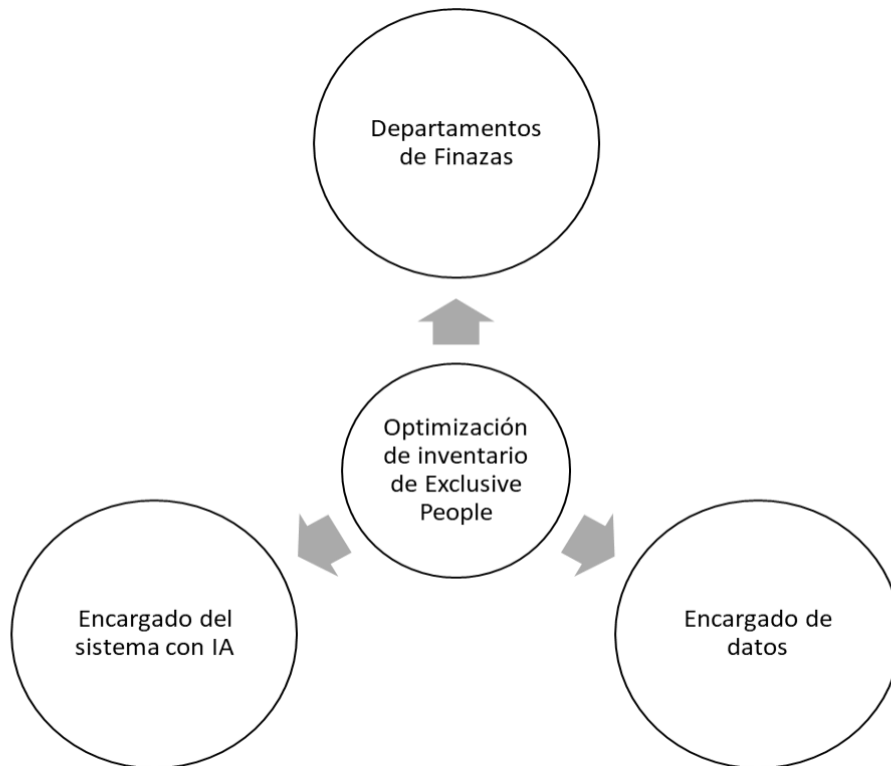 Departamentos
de Finazas
Optimización
de inventario
de Exclusive
People
Encargado del
sistema con IA
Encargado de
datos